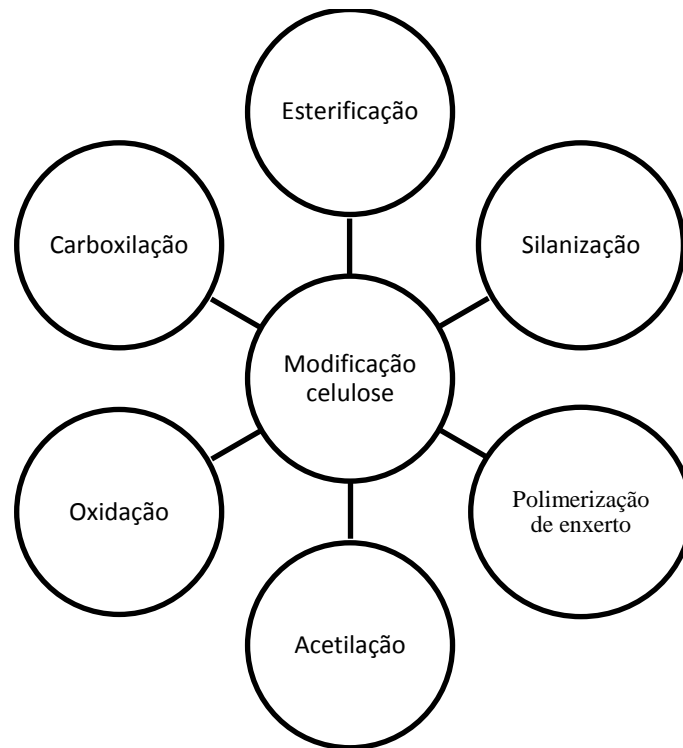 Esterificação
Carboxilação
Silanização
Modificação
celulose
Oxidação
Polimerização
de enxerto
Acetilação